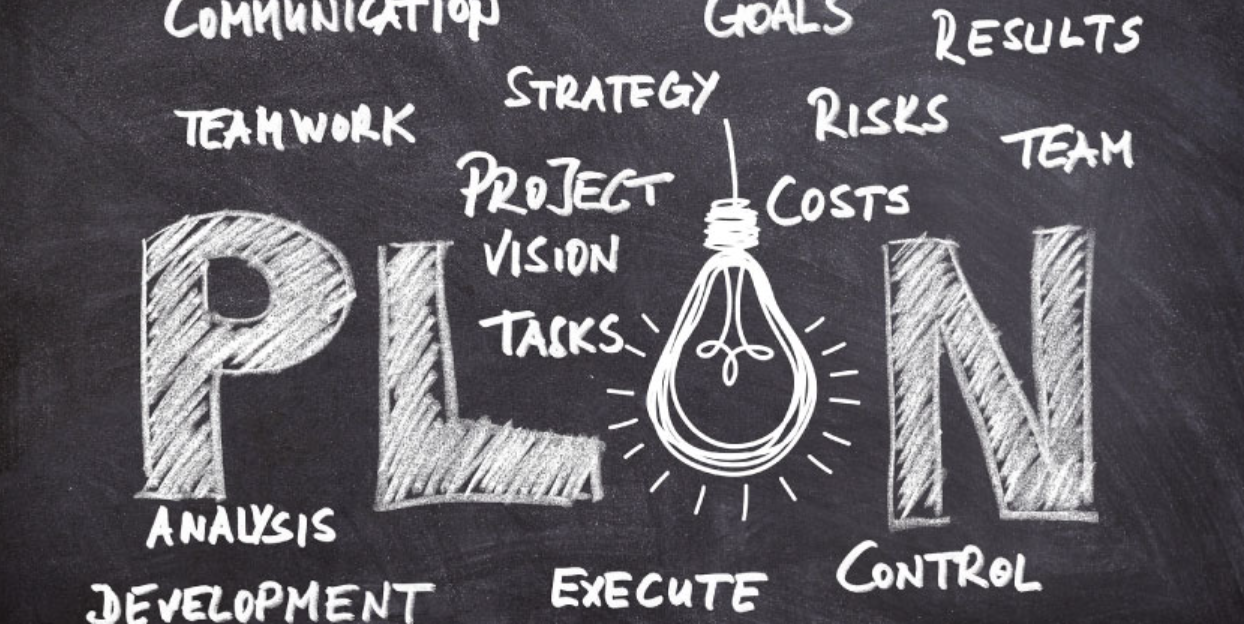 COMMUNICATION
GOALS
RESULTS
STRATEGY
RISKS
TEAMWORK
TEAM
PROJECT
COSTS
VISION
TASKS
PL N
ANALYSIS
CONTROL
DEVELOPMENT
EXECUTE